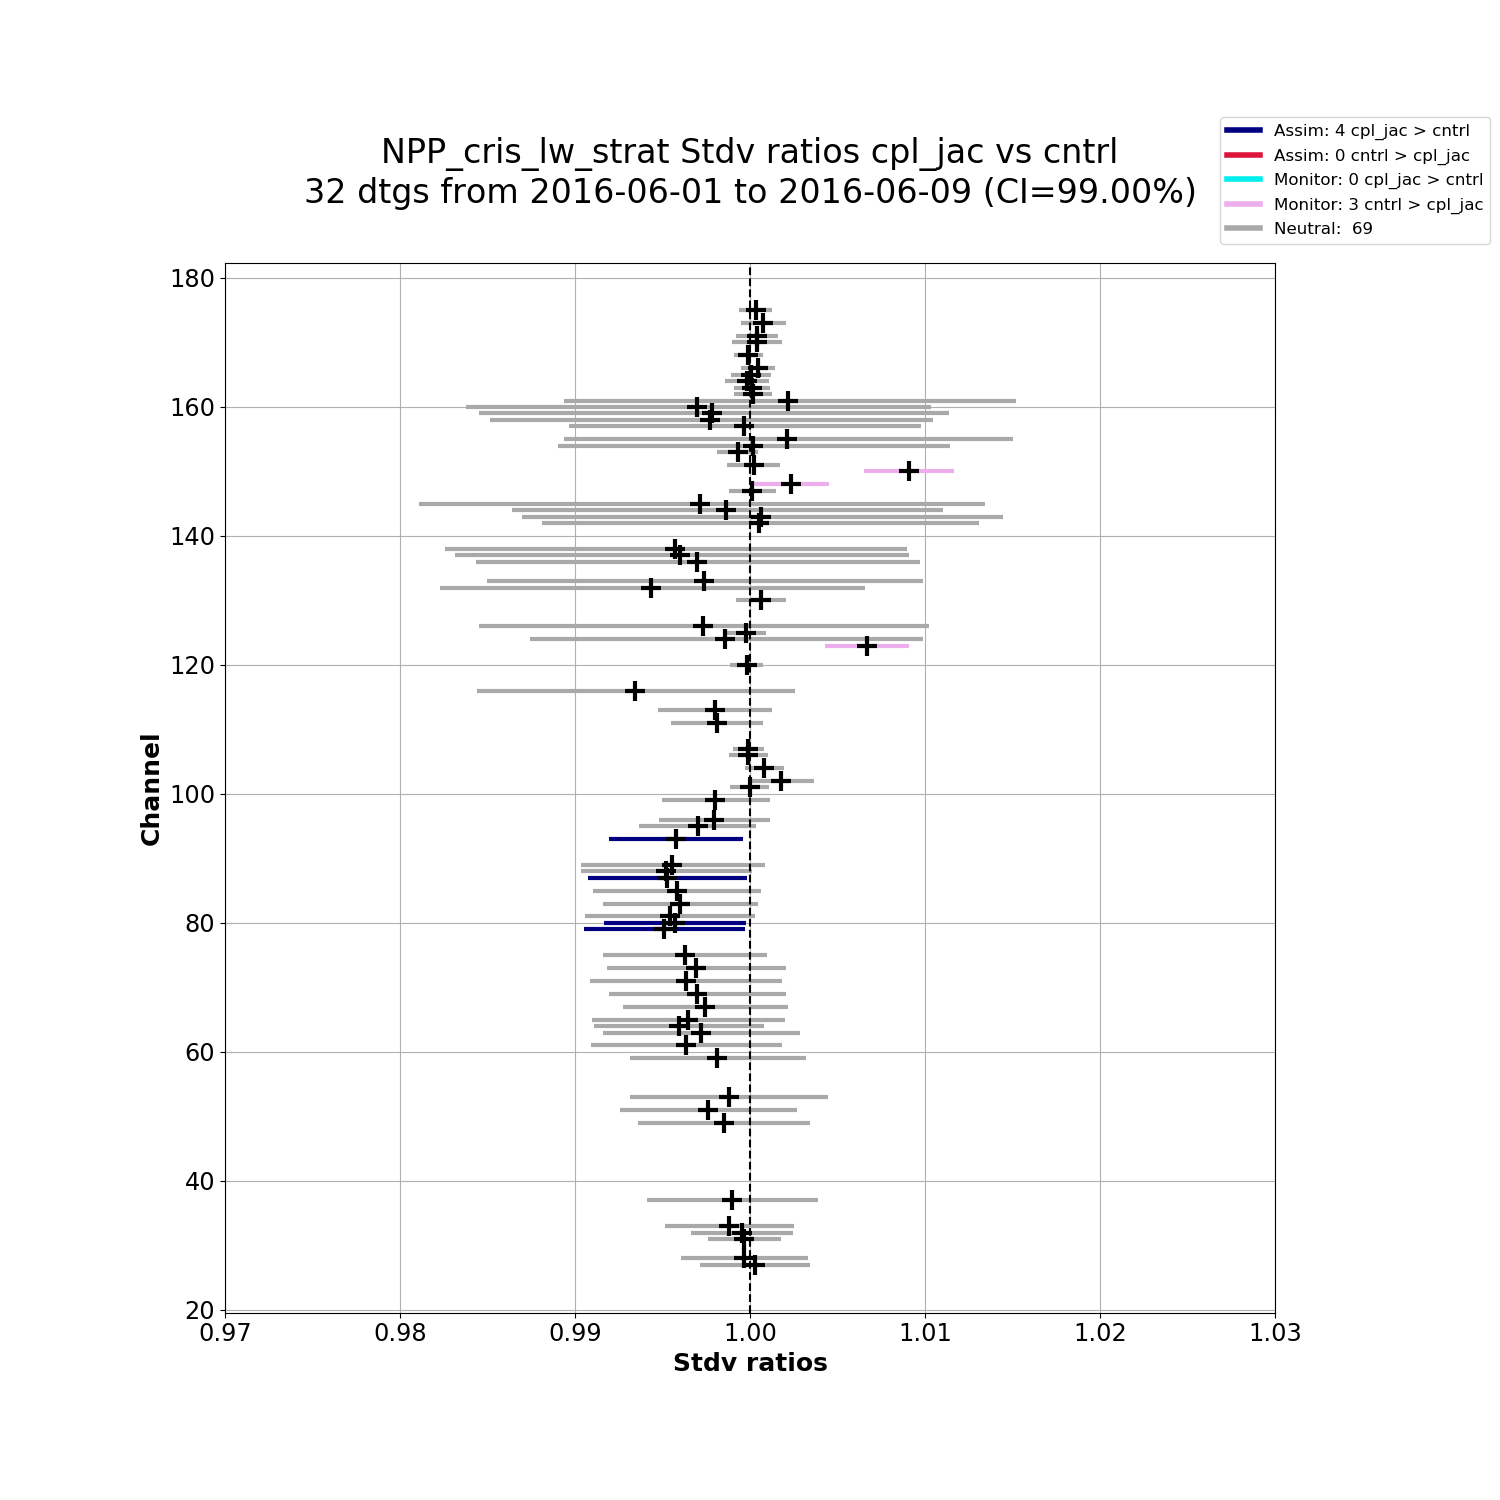 NPP_cris_lw_strat Stdv ratios cpl_jac vs cntrl
32 dtgs from 2016-06-01 to 2016-06-09 (CI=99.00%)
Assim: 4 cpl_jac > cntrl
Assim: 0 cntrl > cpl_jac
Monitor: 0 cpl_jac > cntrl
Monitor: 3 cntrl > cpl_jac
Neutral:  69
Channel
180
160
140
120
100
80
60
40
20
0.97 0.98 0.99 1.00 1.01 1.02 1.03
Stdv ratios